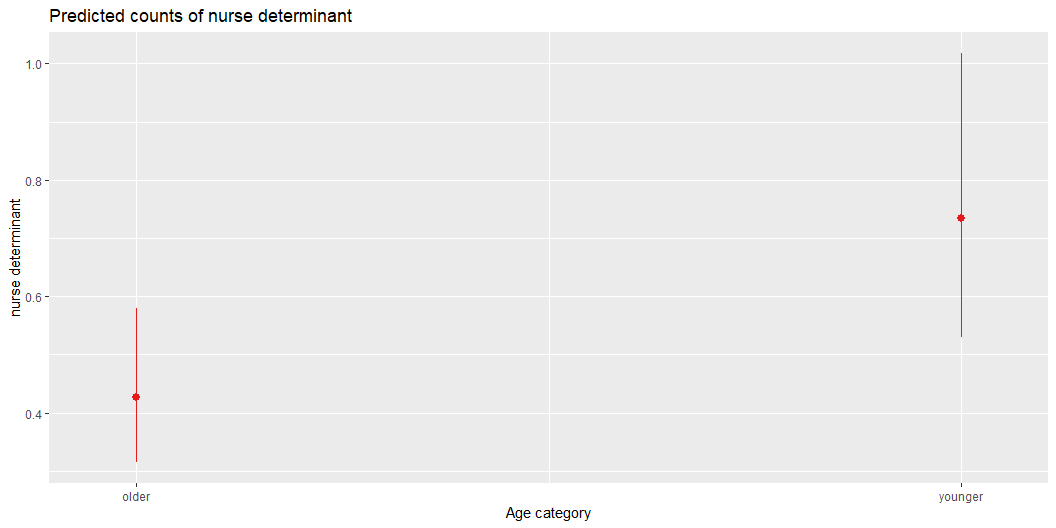 Predicted counts of nurse determinant
1.0
0.8
0.6
0.4
nurse determinant
older
younger
Age category